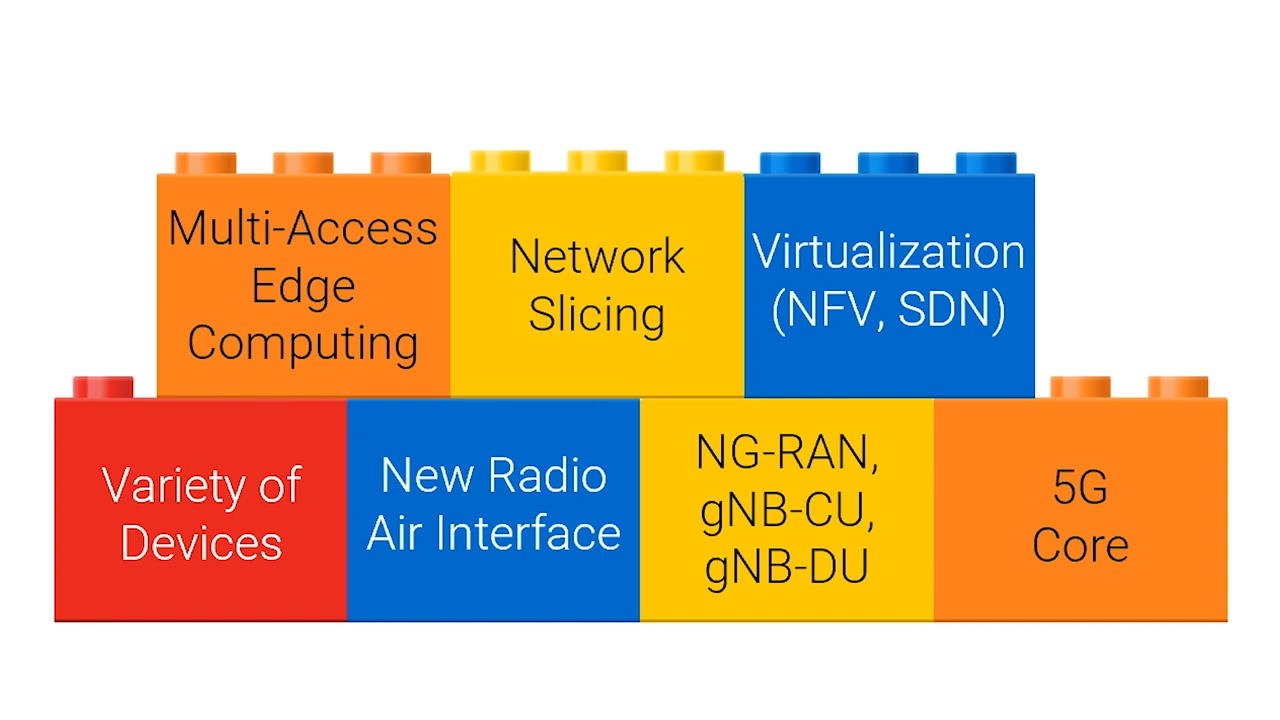 Multi-Access
Edge
Computing
Network
Slicing
Virtualization
(NFV, SDN)
Variety of
Devices
New Radio
Air Interface
NG-RAN,
gNB-CU,
gNB-DU
5G
Core